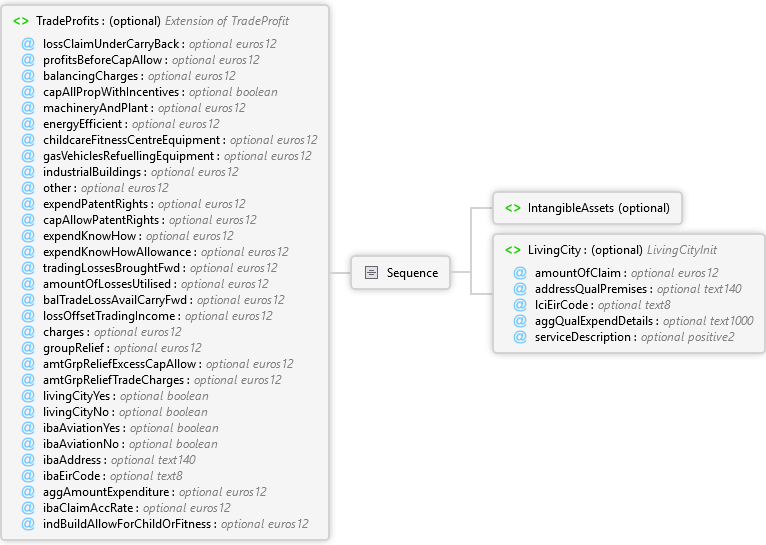 <> TradeProfits : (optional) Extension of TradeProfit
@ lossClaimUnderCarryBack : optional euros12
@ profitsBeforeCapAllow : optional euros12
@ balancingCharges : optional euros12
@ capAllPropWithIncentives : optional boolean
@ machineryAndPlant : optional euros12
@ energyEfficient : optional euros12
@ childcareFitnessCentreEquipment : optional euros12
@ gasVehiclesRefuellingEquipment : optional euros12
@ industrialBuildings : optional euros12
@ other : optional euros12
@ expendPatentRights : optional euros12
@ capAllowPatentRights : optional euros12
@ expendKnowHow : optional euros12
@ expendKnowHowAllowance : optional euros12
@ tradingLossesBroughtFwd : optional euros12
@ amountOfLossesUtilised : optional euros12
@ balTradeLossAvailCarryFwd : optional euros12
@ lossOffsetTradingIncome : optional euros12
@ charges : optional euros12
@ groupRelief : optional euros12
@ amtGrpReliefExcessCapAllow : optional euros12
@ amtGrpReliefTradeCharges : optional euros12
@ livingCityYes : optional boolean
@ livingCityNo : optional boolean
@ ibaAviationYes : optional boolean
@ ibaAviationNo : optional boolean
@ ibaAddress : optional text140
@ ibaEirCode : optional text8
@ aggAmountExpenditure : optional euros12
@ ibaClaimAccRate : optional euros12
@ indBuildAllowForChildOrFitness : optional euros12
Sequence
<> IntangibleAssets (optional)
<> LivingCity : (optional) LivingCityInit
@ amountOfClaim : optional euros12
@ addressQualPremises : optional text140
@ lciEirCode : optional text8
@ aggQualExpendDetails : optional text1000
@ serviceDescription : optional positive2